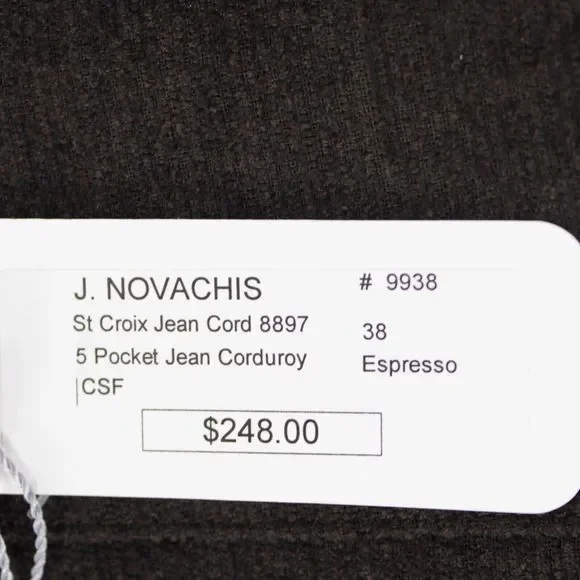 J. NOVACHIS
# 9938
St Croix Jean Cord 8897
38
5 Pocket Jean Corduroy
Espresso
CSF
$248.00